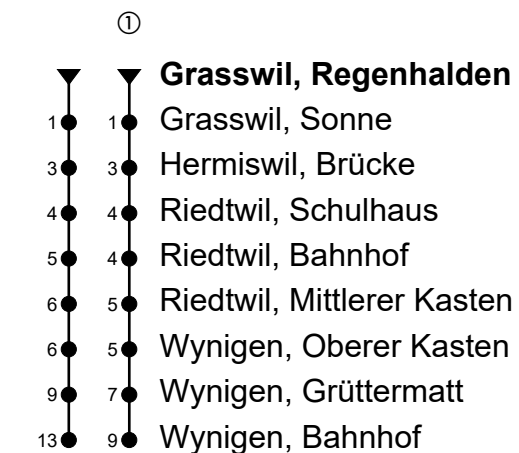 ①
Grasswil, Regenhalden
1 1 Grasswil, Sonne
3 3 Hermiswil, Brücke
4 4 Riedtwil, Schulhaus
5 4 Riedtwil, Bahnhof
6 5 Riedtwil, Mittlerer Kasten
6 5 Wynigen, Oberer Kasten
9 7 Wynigen, Grüttermatt
13 9 Wynigen, Bahnhof